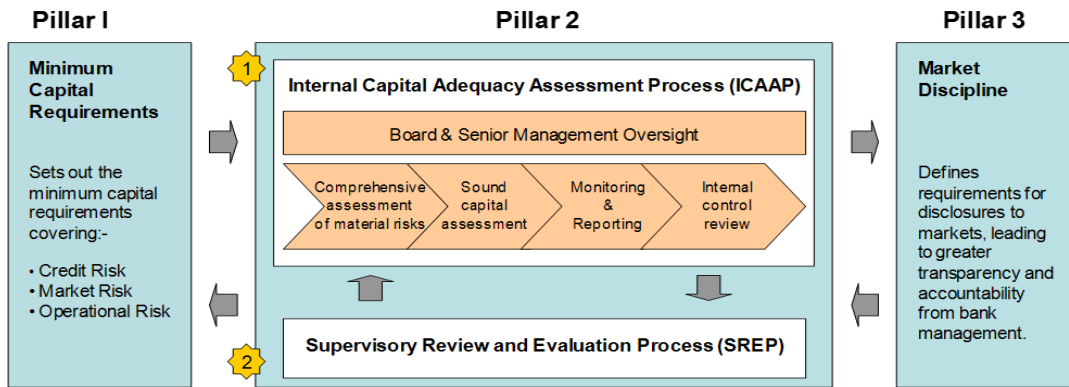 Pillar I
Pillar 2
Pillar 3
Minimum
Capital
Requirements
Sets out the
minimum capital
requirements
covering:-
• Credit Risk
• Market Risk
• Operational Risk
1
Internal Capital Adequacy Assessment Process (ICAAP)
Board & Senior Management Oversight
Comprehensive
assessment
of material risks
Sound
capital
assessment
Monitoring
&
Reporting
Internal
control
review
2
Supervisory Review and Evaluation Process (SREP)
Market
Discipline
Defines
requirements for
disclosures to
markets, leading
to greater
transparency and
accountability
from bank
management.